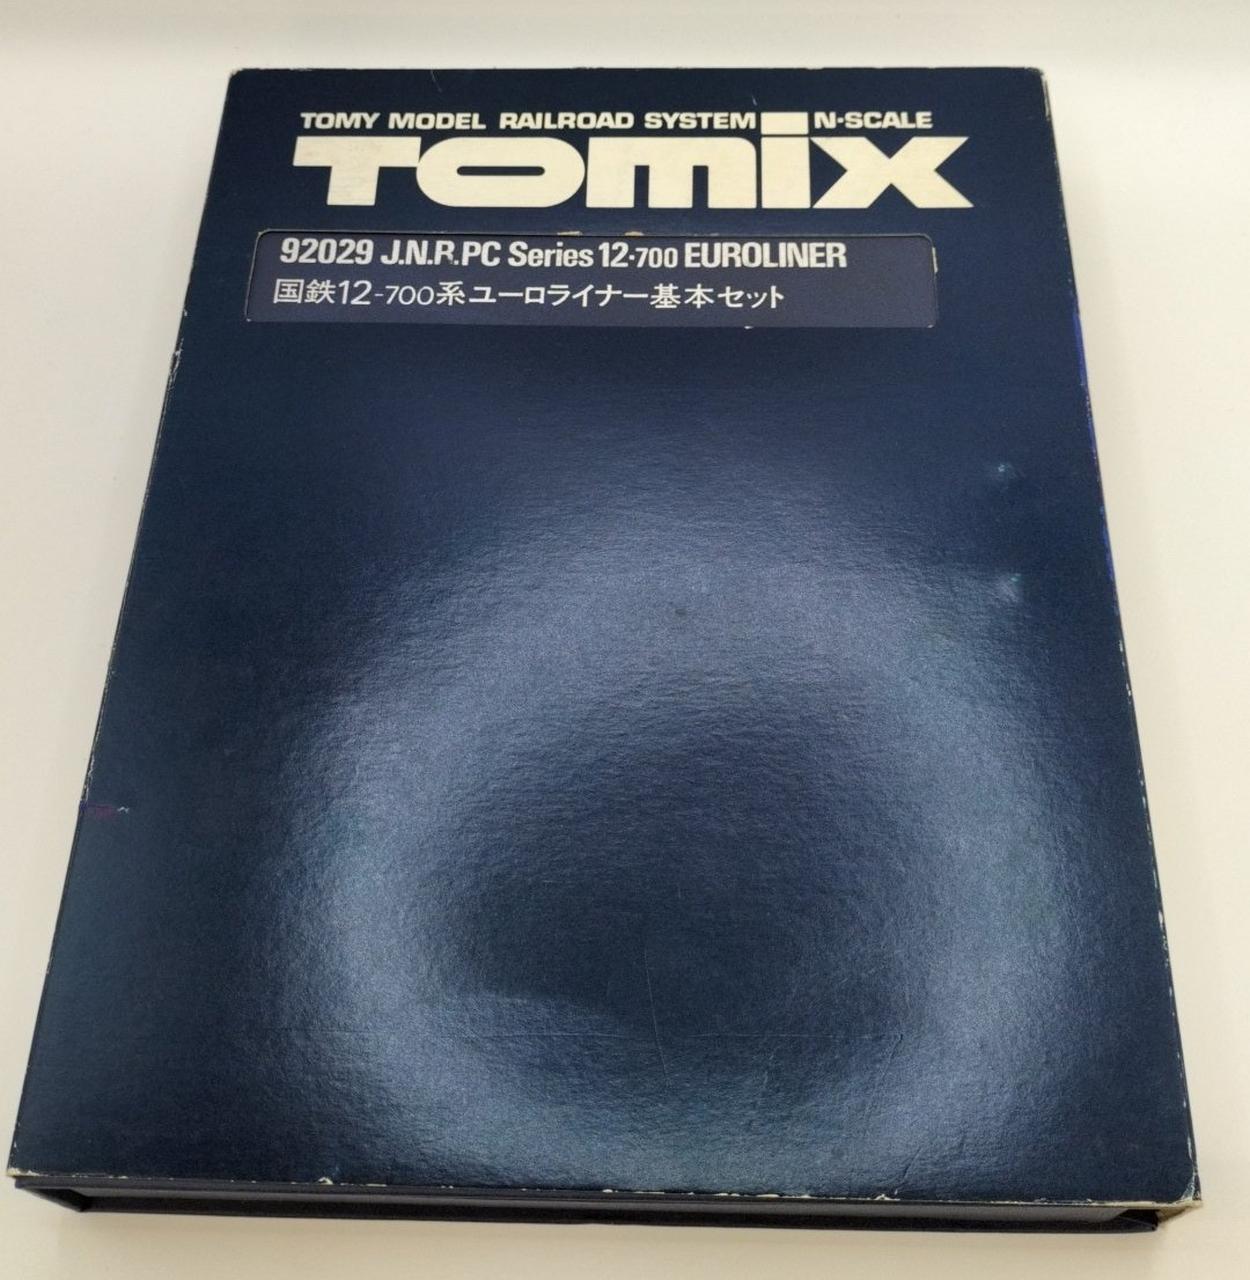 TOMY MODEL RAILROAD SYSTEM N·SCALE
TOMIX
92029 J.N.R.PC Series 12·700 EUROLINER
国鉄12-700系ユーロライナー基本セット